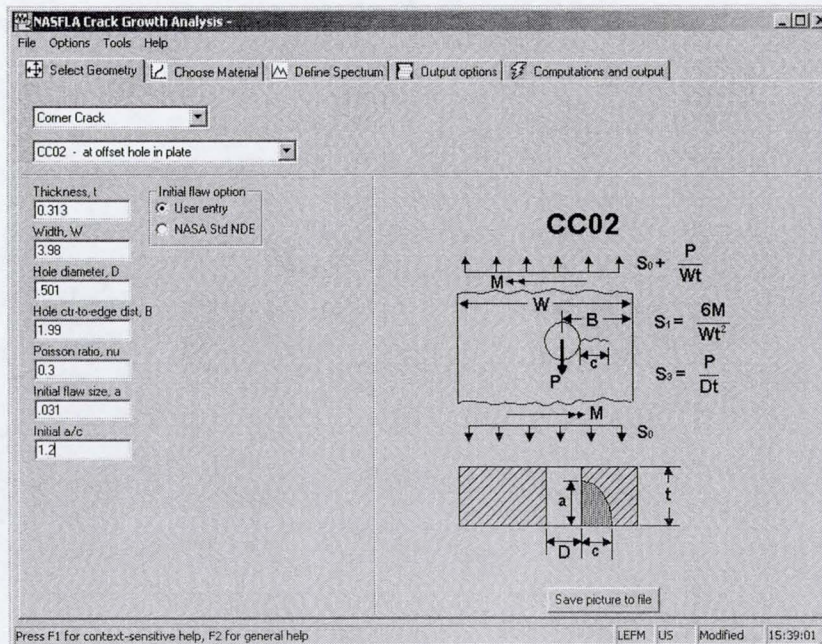 NASFLA Crack Growth Analysis -
File Options Tools Help
Select Geometry Choose Material Define Spectrum Output options Computations and output
Corner Crack
CC02 - at offset hole in plate
Thickness, t
0.313
Width, W
3.98
Hole diameter, D
.501
Hole ctr-to-edge dist, B
1.99
Poisson ratio, nu
0.3
Initial flaw size, a
.031
Initial a/c
1.2
Initial flaw option
User entry
NASA Std NDE
CC02
S₀ + P/Wt
M
W
B
S₁ = 6M/Wt²
c
P
S₃ = P/Dt
M
S₀
a
t
D
c
Save picture to file
Press F1 for context-sensitive help, F2 for general help LEFM US Modified 15:39:01